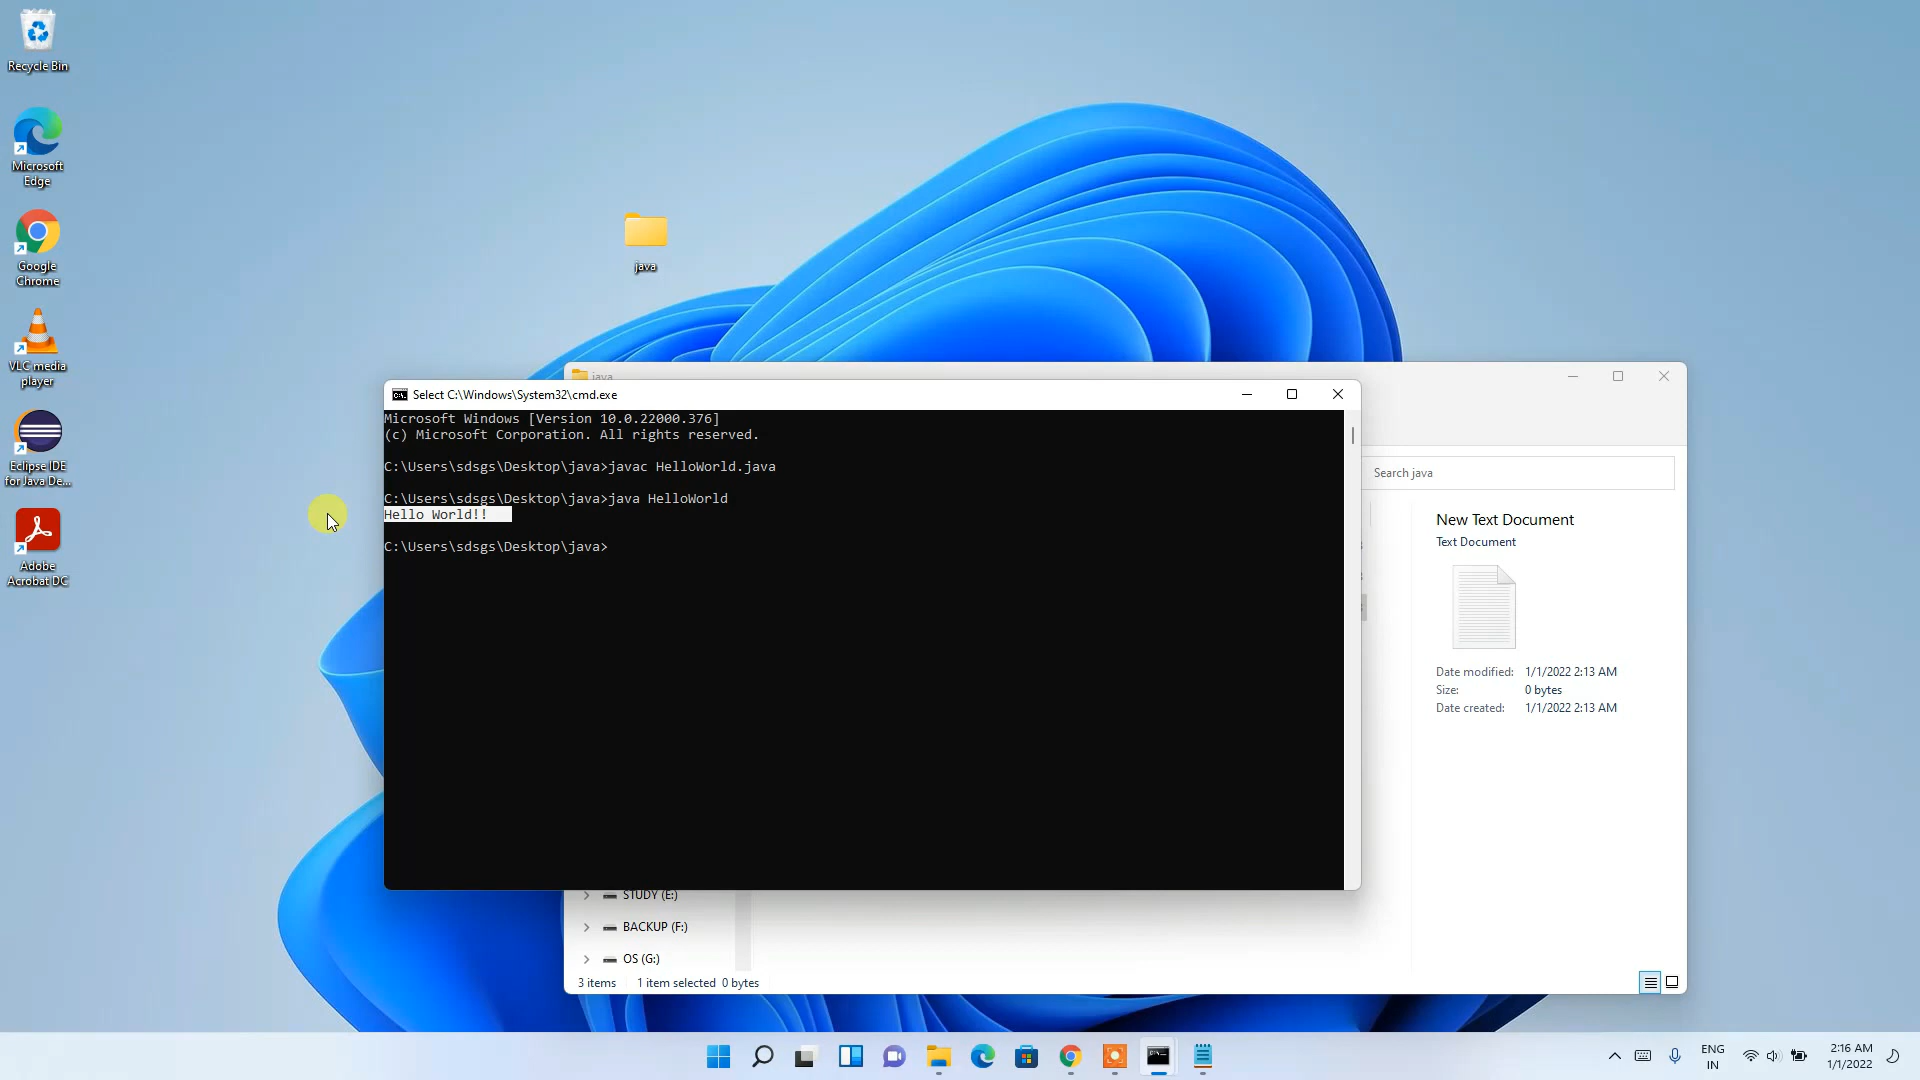 Recycle Bin
Microsoft
Edge
Google
Chrome
VLC media
player
Eclipse IDE
for Java De...
Adobe
Acrobat DC
java
java
Select C:\Windows\System32\cmd.exe
Microsoft Windows [Version 10.0.22000.376]
(c) Microsoft Corporation. All rights reserved.
C:\Users\sdsgs\Desktop\java>javac HelloWorld.java
C:\Users\sdsgs\Desktop\java>java HelloWorld
Hello World!!
C:\Users\sdsgs\Desktop\java>
Search java
New Text Document
Text Document
Date modified: 1/1/2022 2:13 AM
Size: 0 bytes
Date created: 1/1/2022 2:13 AM
STUDY (E:)
BACKUP (F:)
OS (G:)
3 items 1 item selected 0 bytes
ENG
IN
2:16 AM
1/1/2022